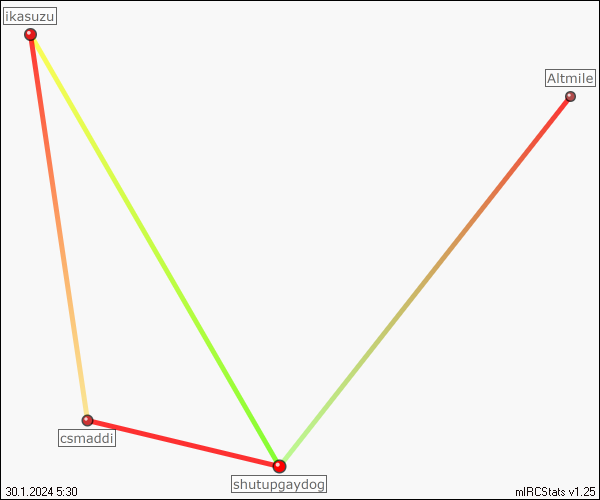 ikasuzu
Altmile
csmaddi
shutupgaydog
30.1.2024 5:30
mIRCStats v1.25